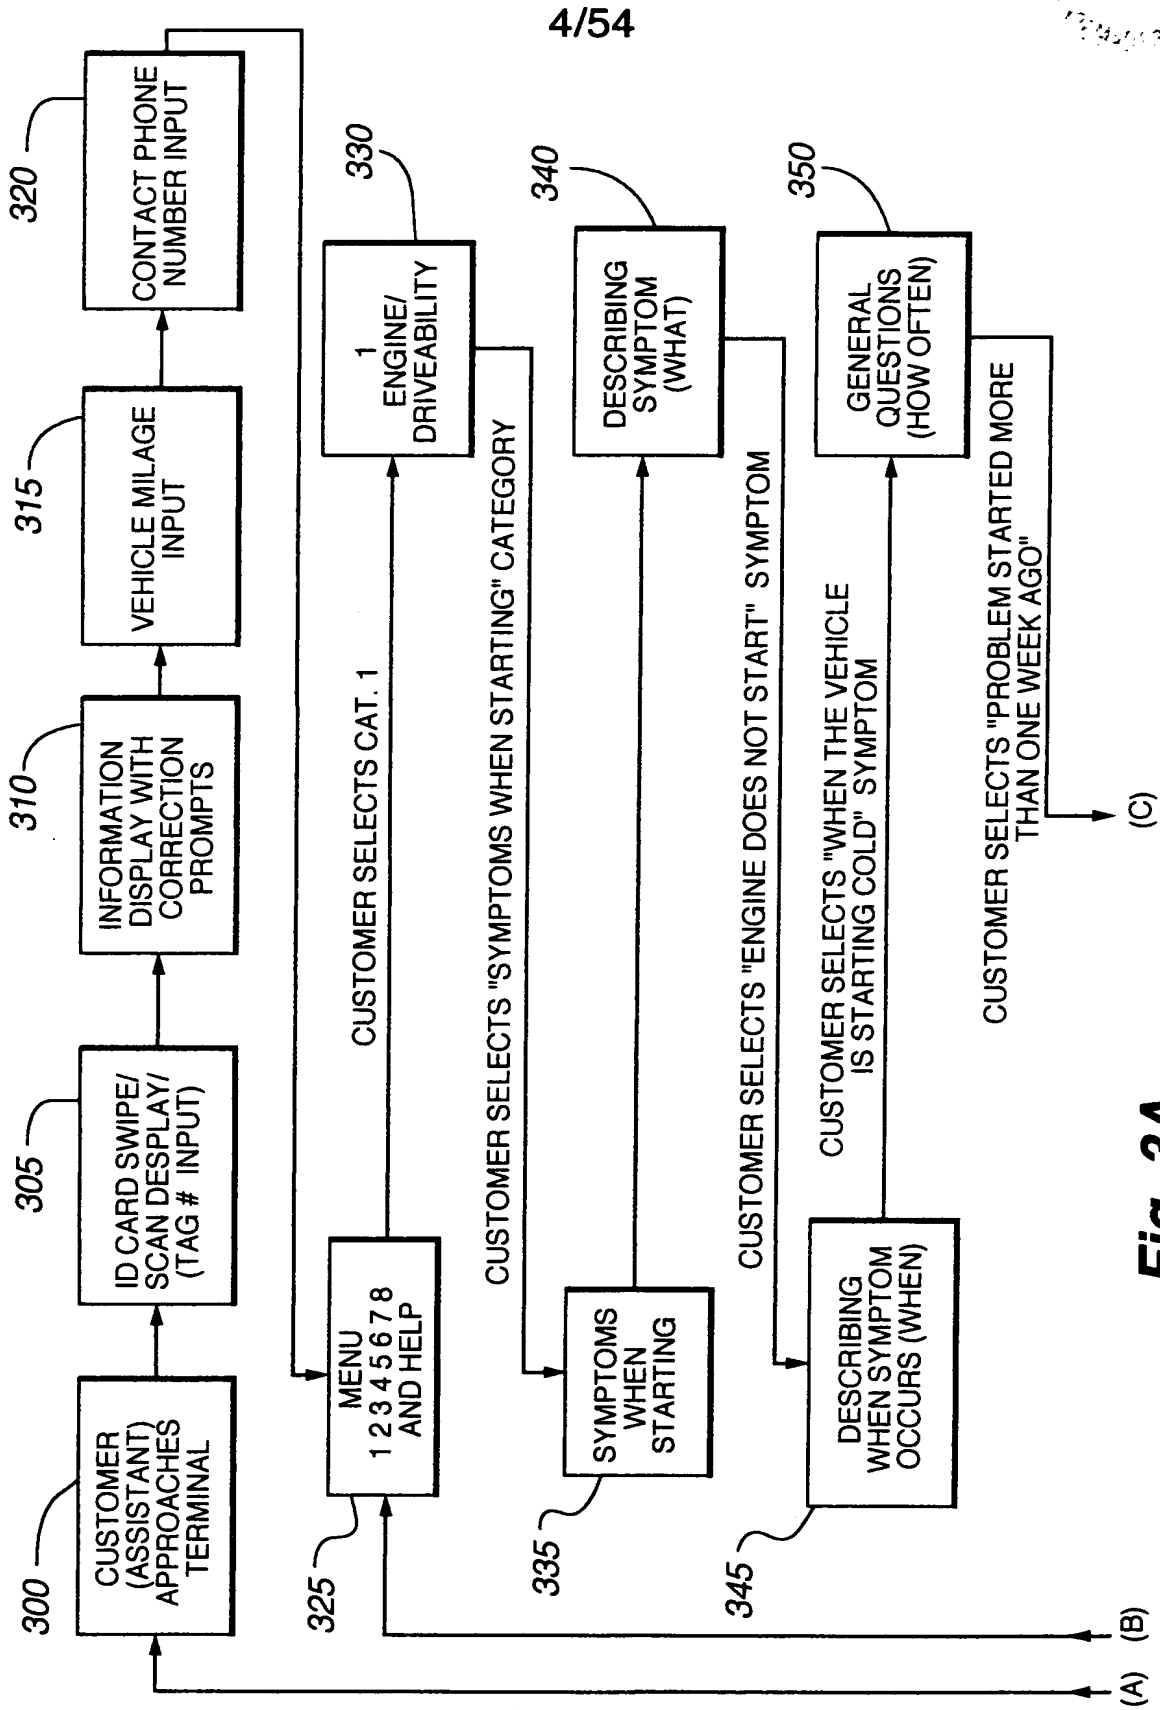 4/54
300
CUSTOMER
(ASSISTANT)
APPROACHES
TERMINAL
305
ID CARD SWIPE/
SCAN DESPLAY/
(TAG # INPUT)
310
INFORMATION
DISPLAY WITH
CORRECTION
PROMPTS
315
VEHICLE MILAGE
INPUT
320
CONTACT PHONE
NUMBER INPUT
325
MENU
1 2 3 4 5 6 7 8
AND HELP
CUSTOMER SELECTS CAT. 1
330
1
ENGINE/
DRIVEABILITY
CUSTOMER SELECTS "SYMPTOMS WHEN STARTING" CATEGORY
335
SYMPTOMS
WHEN
STARTING
340
DESCRIBING
SYMPTOM
(WHAT)
CUSTOMER SELECTS "ENGINE DOES NOT START" SYMPTOM
345
DESCRIBING
WHEN SYMPTOM
OCCURS (WHEN)
CUSTOMER SELECTS "WHEN THE VEHICLE
IS STARTING COLD" SYMPTOM
350
GENERAL
QUESTIONS
(HOW OFTEN)
CUSTOMER SELECTS "PROBLEM STARTED MORE
THAN ONE WEEK AGO"
(A)
(B)
(C)
Fig. 3A